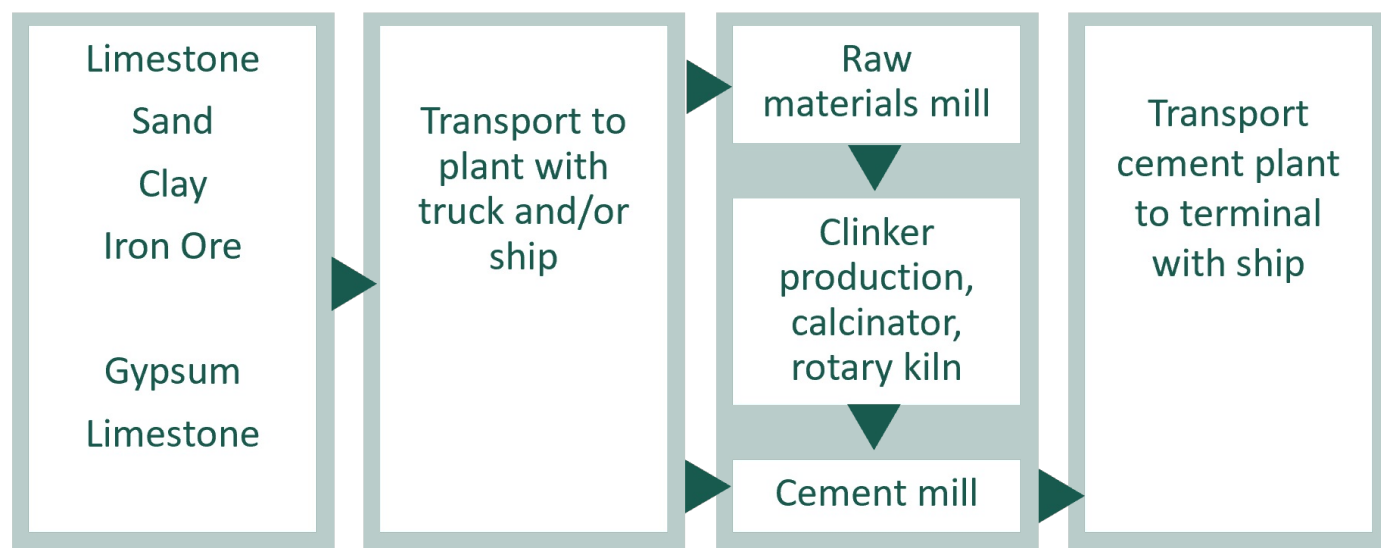 Limestone
Sand
Clay
Iron Ore
Gypsum
Limestone
Transport to
plant with
truck and/or
ship
Raw
materials mill
Clinker
production,
calcinator,
rotary kiln
Cement mill
Transport
cement plant
to terminal
with ship